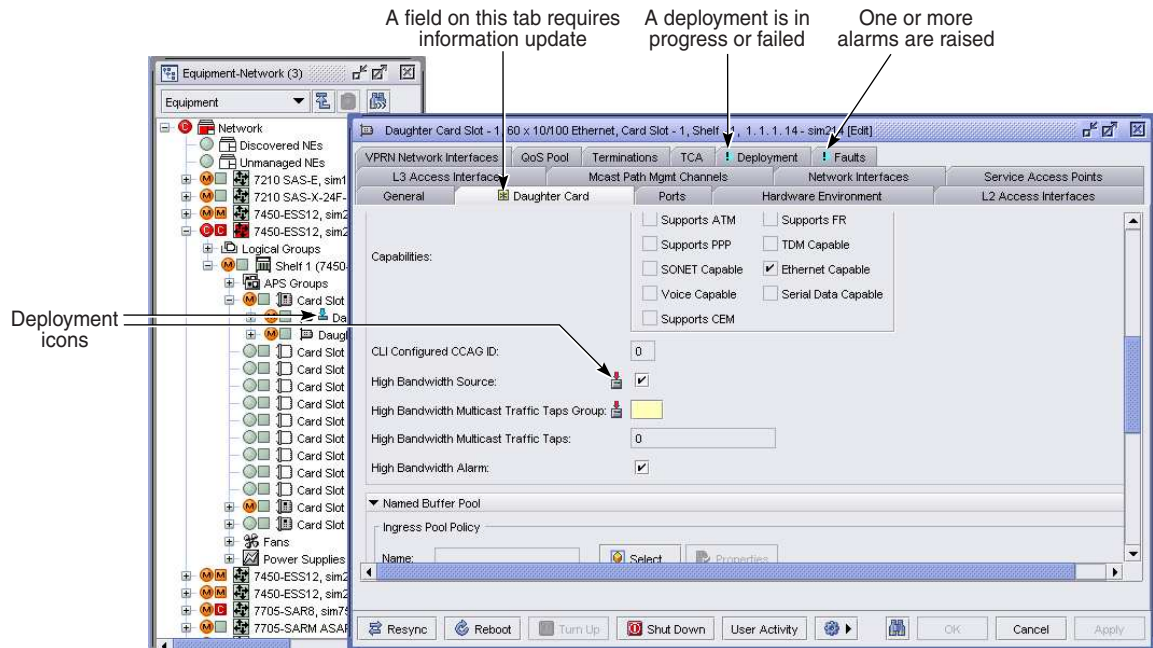 A field on this tab requires
information update
A deployment is in
progress or failed
One or more
alarms are raised
Deployment
icons
Equipment-Network (3)
Equipment
Network
Discovered NEs
Unmanaged NEs
7210 SAS-E, sim1
7210 SAS-X-24F-
7450-ESS12, sim2
7450-ESS12, sim2
Logical Groups
Shelf 1 (7450-
APS Groups
Card Slot
Da
Daugl
Card Slot
Card Slot
Card Slot
Card Slot
Card Slot
Card Slot
Card Slot
Card Slot
Card Slot
Card Slot
Card Slot
Fans
Power Supplies
7450-ESS12, sim2
7450-ESS12, sim2
7705-SAR8, sim75
7705-SARM ASAF
Daughter Card Slot - 1, 60 x 10/100 Ethernet, Card Slot - 1, Shelf 1, 1.1.1.14 - sim214 [Edit]
VPRN Network Interfaces QoS Pool Terminations TCA ! Deployment ! Faults
L3 Access Interfaces Mcast Path Mgmt Channels Network Interfaces Service Access Points
General Daughter Card Ports Hardware Environment L2 Access Interfaces
Capabilities:
Supports ATM Supports FR
Supports PPP TDM Capable
SONET Capable Ethernet Capable
Voice Capable Serial Data Capable
Supports CEM
CLI Configured CCAG ID: 0
High Bandwidth Source:
High Bandwidth Multicast Traffic Taps Group:
High Bandwidth Multicast Traffic Taps: 0
High Bandwidth Alarm:
Named Buffer Pool
Ingress Pool Policy
Name: Select Properties
Resync Reboot Turn Up Shut Down User Activity OK Cancel Apply